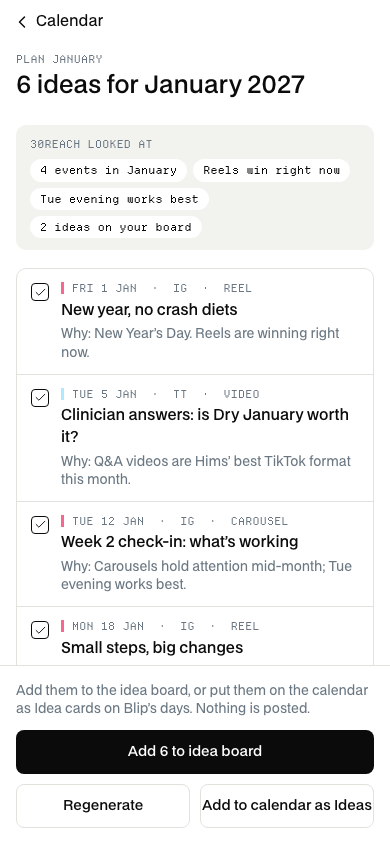 Calendar
PLAN JANUARY
6 ideas for January 2027
30REACH LOOKED AT
4 events in January
Reels win right now
Tue evening works best
2 ideas on your board
FRI 1 JAN · IG · REEL
New year, no crash diets
Why: New Year’s Day. Reels are winning right
now.
TUE 5 JAN · TT · VIDEO
Clinician answers: is Dry January worth
it?
Why: Q&A videos are Hims’ best TikTok format
this month.
TUE 12 JAN · IG · CAROUSEL
Week 2 check-in: what’s working
Why: Carousels hold attention mid-month; Tue
evening works best.
MON 18 JAN · IG · REEL
Small steps, big changes
Add them to the idea board, or put them on the calendar
as Idea cards on Blip’s days. Nothing is posted.
Add 6 to idea board
Regenerate
Add to calendar as Ideas